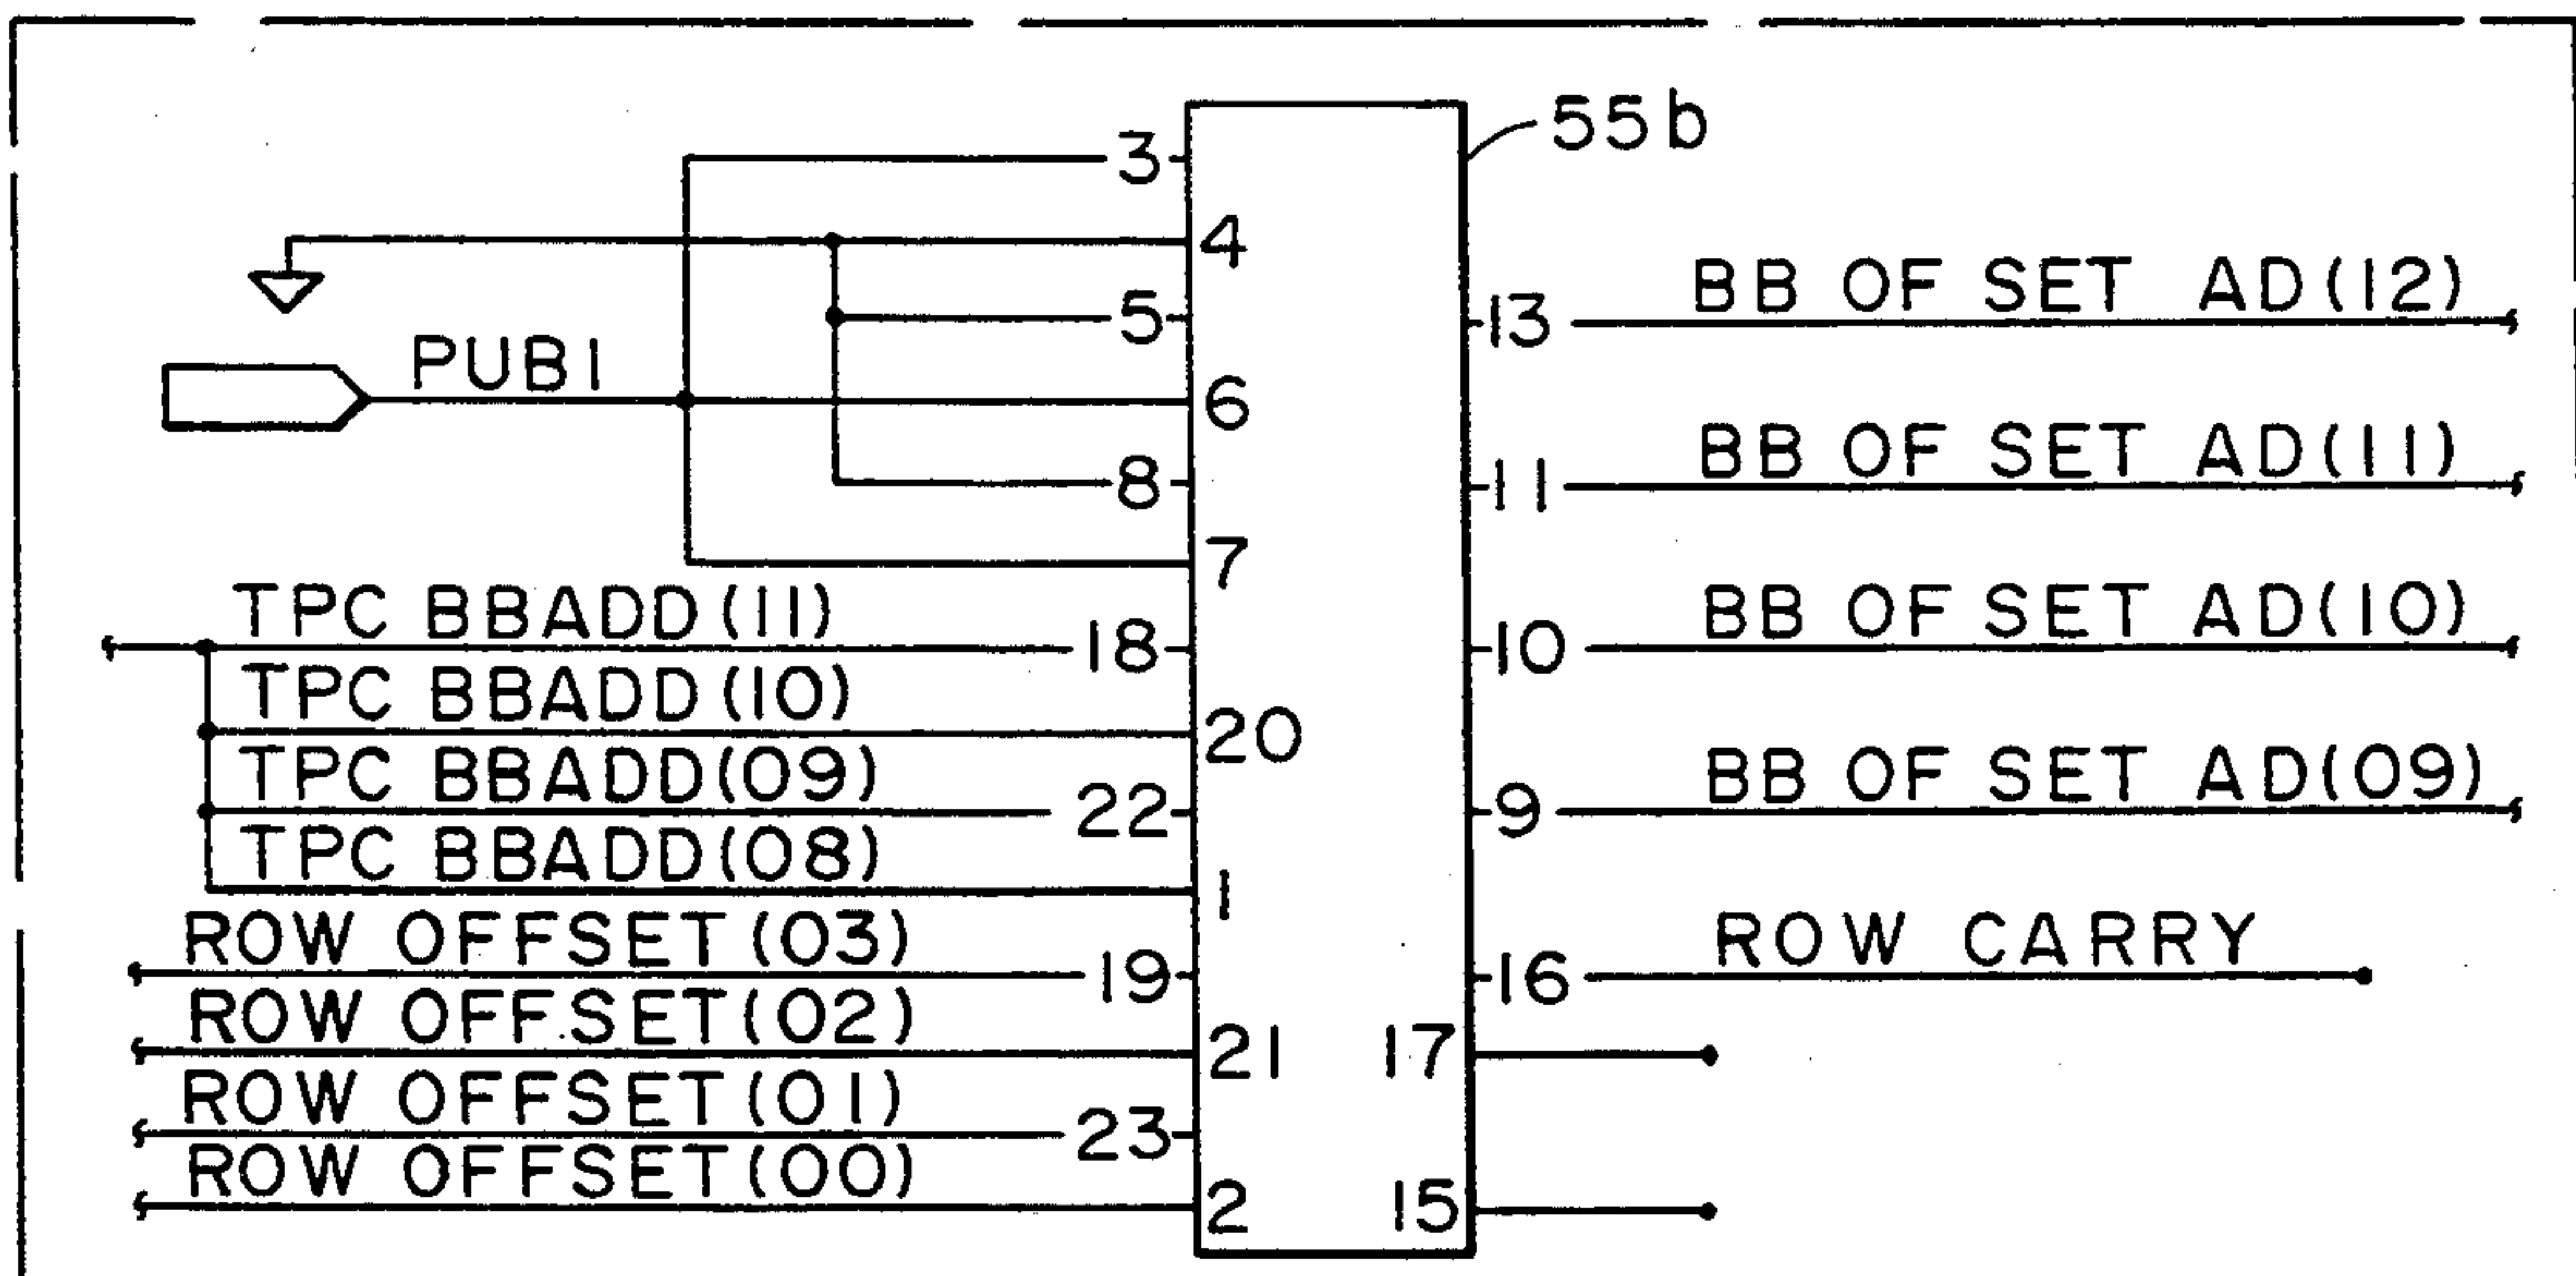 55b
3
4
5
PUB1
6
8
7
13 BB OF SET AD(12)
11 BB OF SET AD(11)
10 BB OF SET AD(10)
9 BB OF SET AD(09)
16 ROW CARRY
17
15
TPC BBADD(11) 18
TPC BBADD(10) 20
TPC BBADD(09) 22
TPC BBADD(08) 1
ROW OFFSET(03) 19
ROW OFFSET(02) 21
ROW OFFSET(01) 23
ROW OFFSET(00) 2